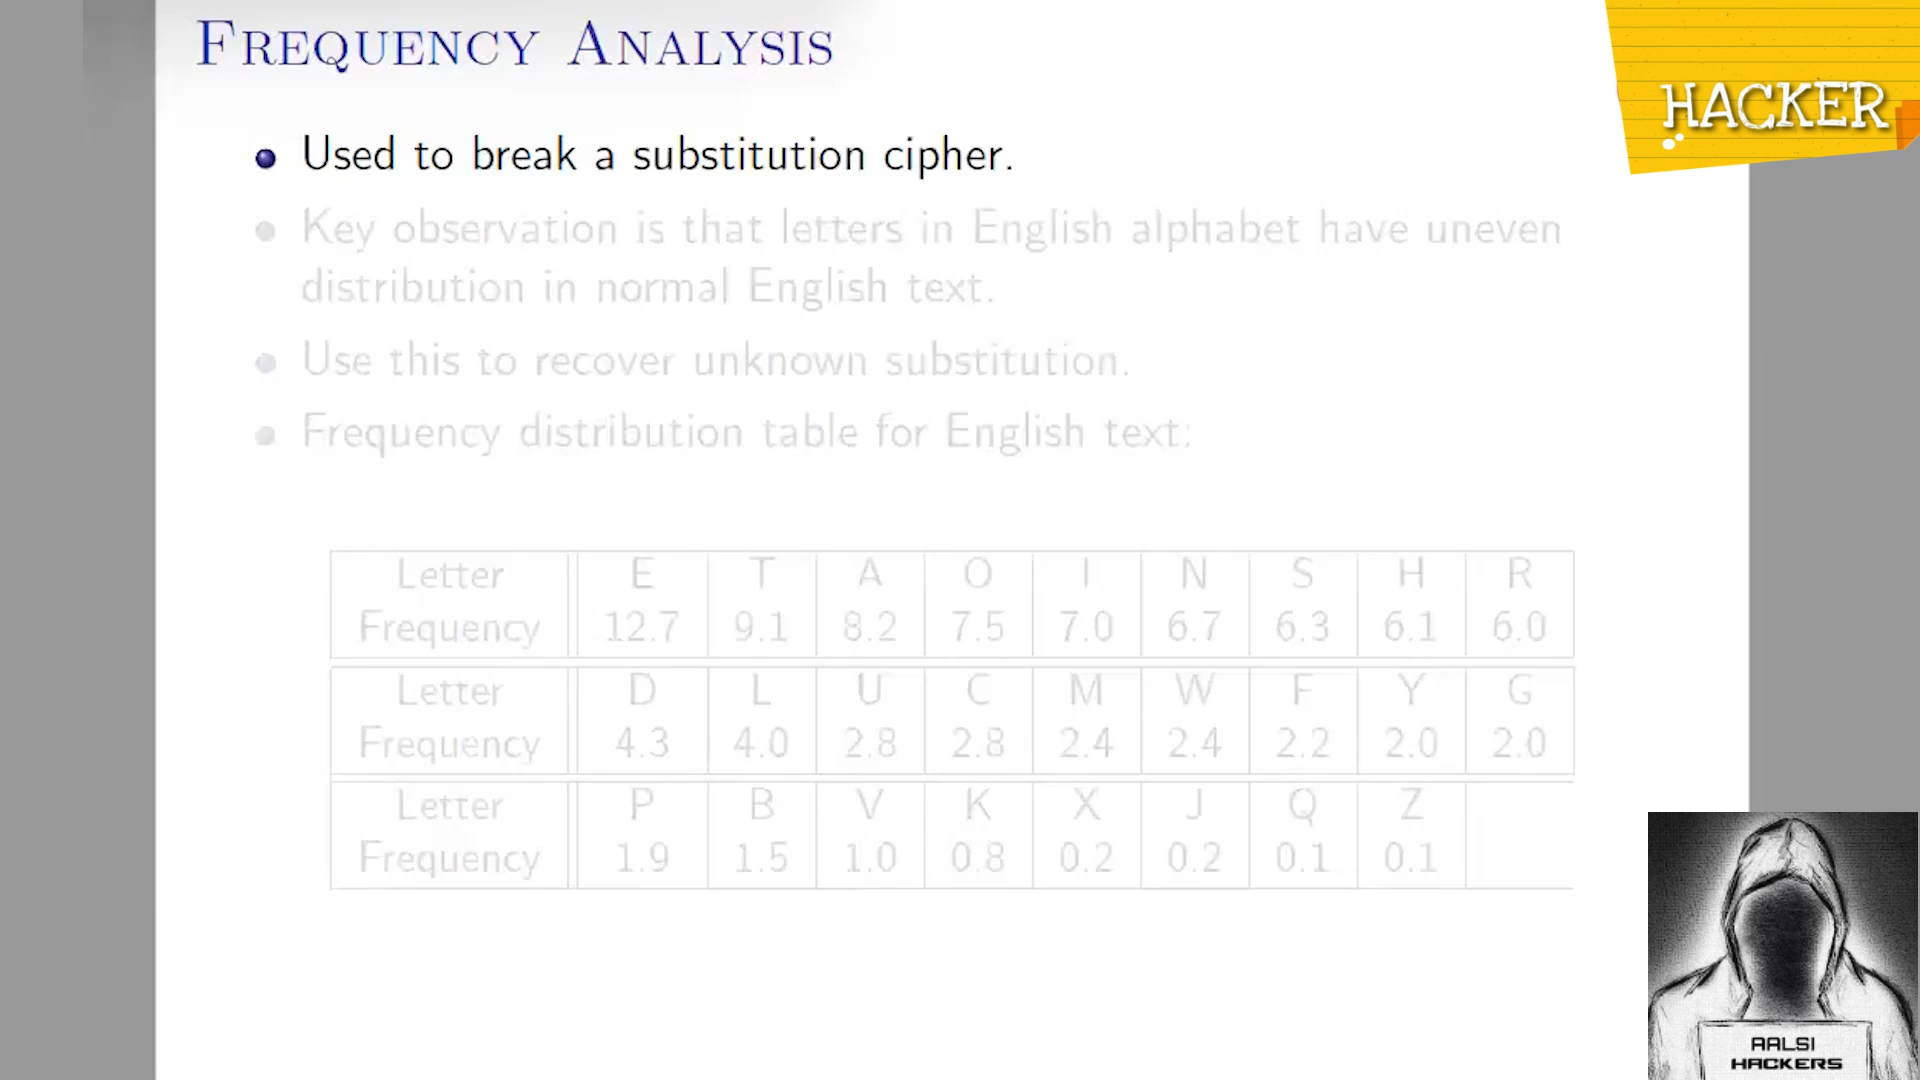 FREQUENCY ANALYSIS
HACKER
Used to break a substitution cipher.
Key observation is that letters in English alphabet have uneven
distribution in normal English text.
Use this to recover unknown substitution.
Frequency distribution table for English text:
Letter E T A O I N S H R
Frequency 12.7 9.1 8.2 7.5 7.0 6.7 6.3 6.1 6.0
Letter D L U C M W F Y G
Frequency 4.3 4.0 2.8 2.8 2.4 2.4 2.2 2.0 2.0
Letter P B V K X J Q Z
Frequency 1.9 1.5 1.0 0.8 0.2 0.2 0.1 0.1
AALSI
HACKERS